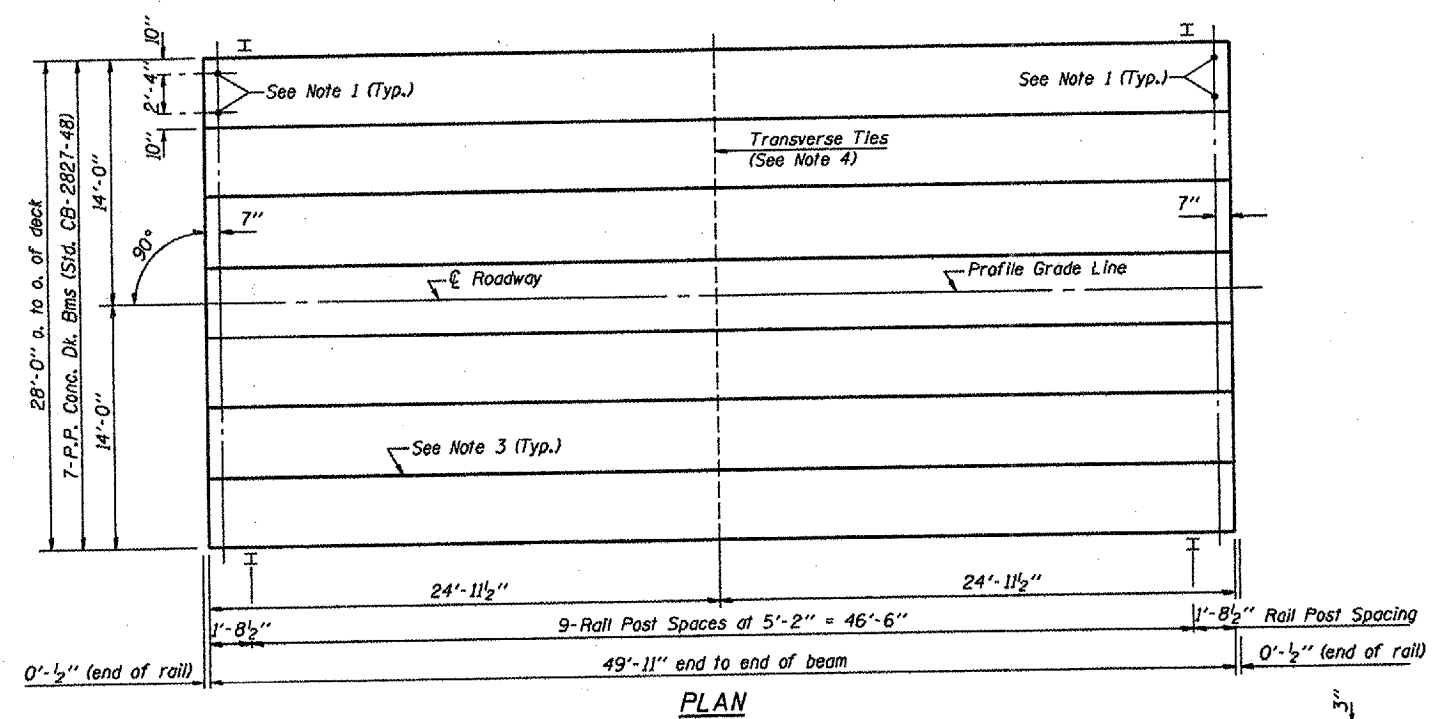 10"
2'-4"
10"
See Note 1 (Typ.)
See Note 1 (Typ.)
Transverse Ties
(See Note 4)
28'-0" o. to o. of deck
7-P.P. Conc. Dk. Bms (Std. CB-2827-48)
14'-0"
14'-0"
90°
7"
7"
℄ Roadway
Profile Grade Line
See Note 3 (Typ.)
24'-11½"
24'-11½"
1'-8½"
9-Rail Post Spaces at 5'-2" = 46'-6"
1'-8½" Rail Post Spacing
0'-½" (end of rail)
49'-11" end to end of beam
0'-½" (end of rail)
PLAN
3"